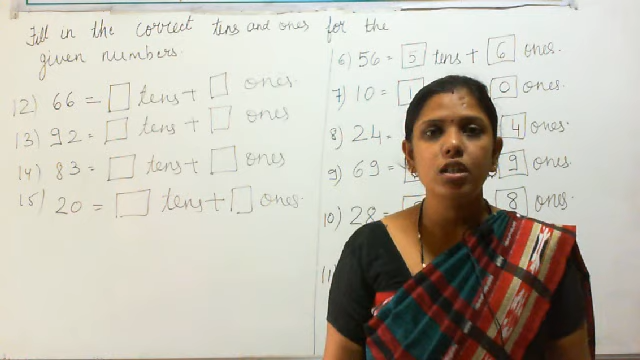 Fill in the correct tens and ones for the
given numbers.
12) 66 = tens + ones.
13) 92 = tens + ones
14) 83 = tens + ones
15) 20 = tens + ones.
6) 56 = 5 tens + 6 ones.
7) 10 = 1 0 ones.
8) 24 = 4 ones.
9) 69 = 9 ones.
10) 28 = 8 ones.
11)